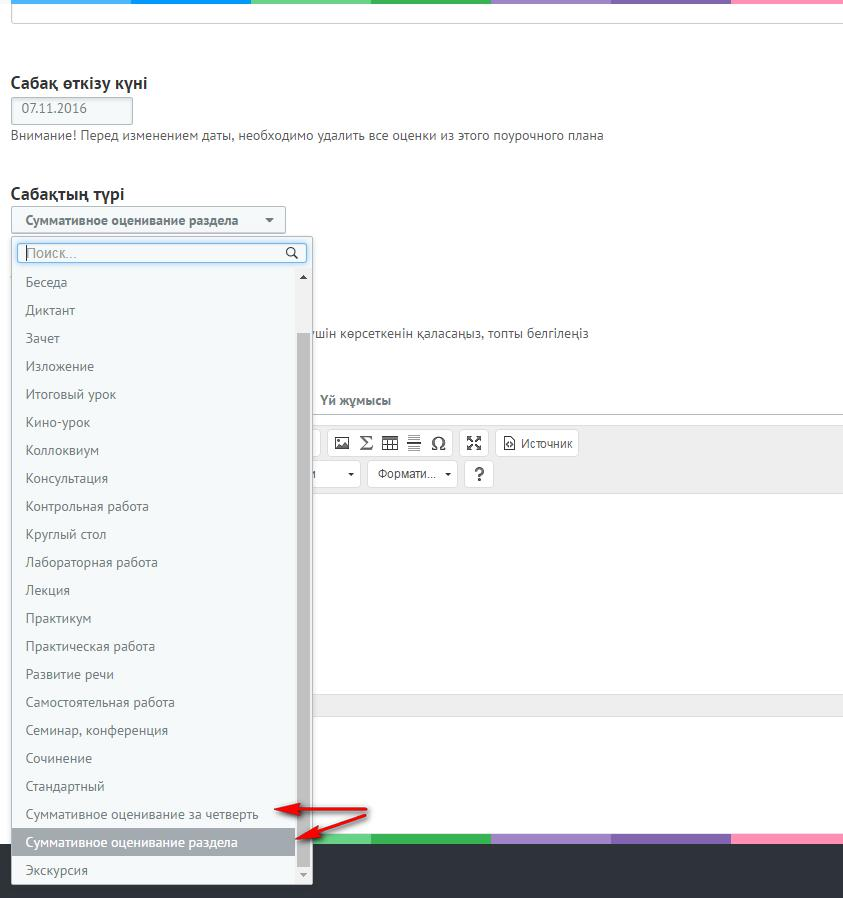 Сабақ өткізу күні
07.11.2016
Внимание! Перед изменением даты, необходимо удалить все оценки из этого поурочного плана
Сабақтың түрі
Суммативное оценивание раздела
Поиск...
Беседа
Диктант
Зачет
үшін көрсеткенін қаласаңыз, топты белгілеңіз
Изложение
Итоговый урок
Үй жұмысы
Кино-урок
Коллоквиум
Источник
Консультация
Формати...
?
Контрольная работа
Круглый стол
Лабораторная работа
Лекция
Практикум
Практическая работа
Развитие речи
Самостоятельная работа
Семинар, конференция
Сочинение
Стандартный
Суммативное оценивание за четверть
Суммативное оценивание раздела
Экскурсия